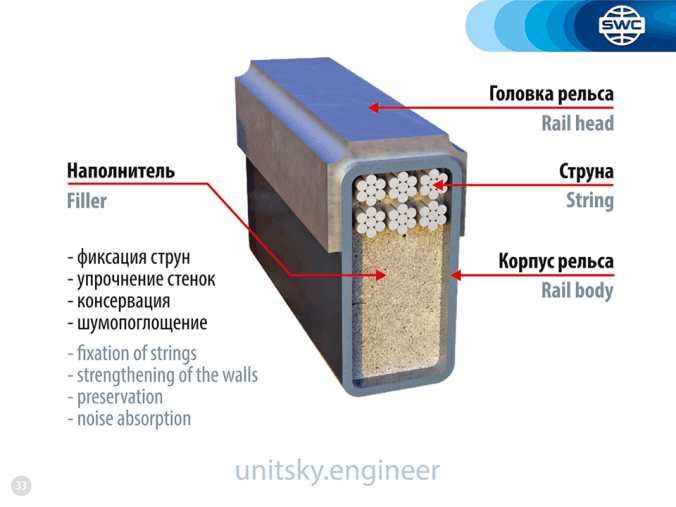 SWC
Головка рельса
Rail head
Наполнитель
Filler
Струна
String
Корпус рельса
Rail body
- фиксация струн
- упрочнение стенок
- консервация
- шумопоглощение
- fixation of strings
- strengthening of the walls
- preservation
- noise absorption
unitsky.engineer
33